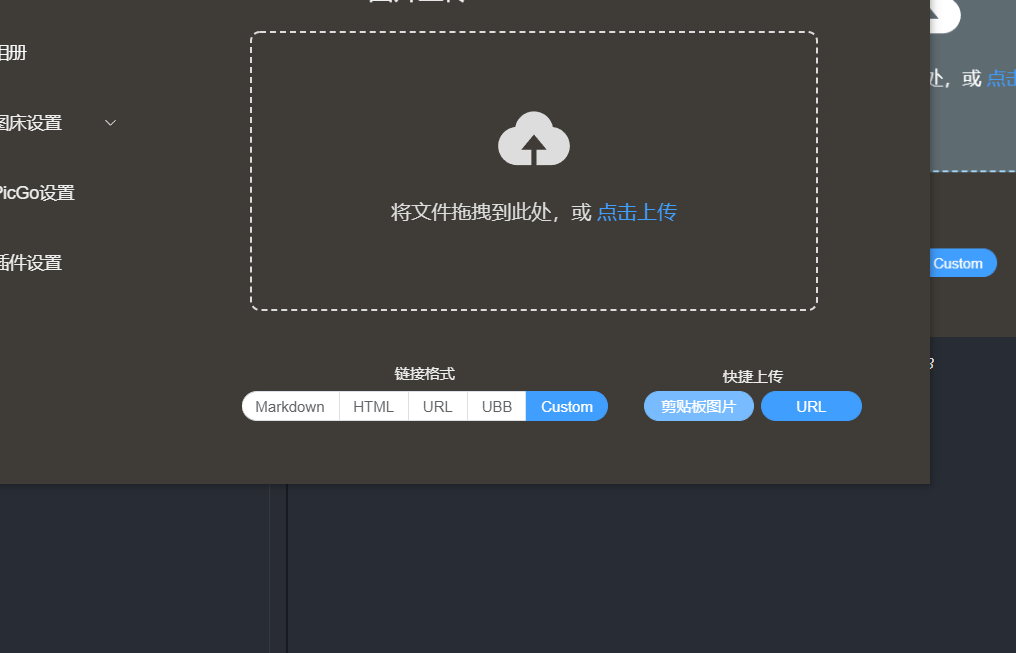 相册
图床设置
PicGo设置
插件设置
将文件拖拽到此处，或 点击上传
链接格式
Markdown HTML URL UBB Custom
快捷上传
剪贴板图片 URL
处，或 点击
Custom